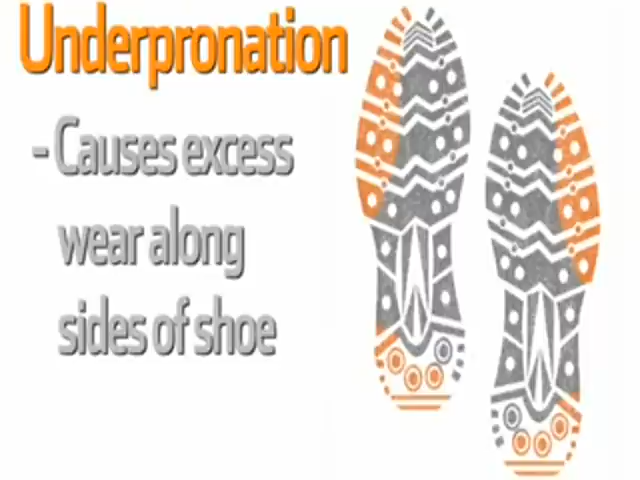 Underpronation
- Causes excess
wear along
sides of shoe